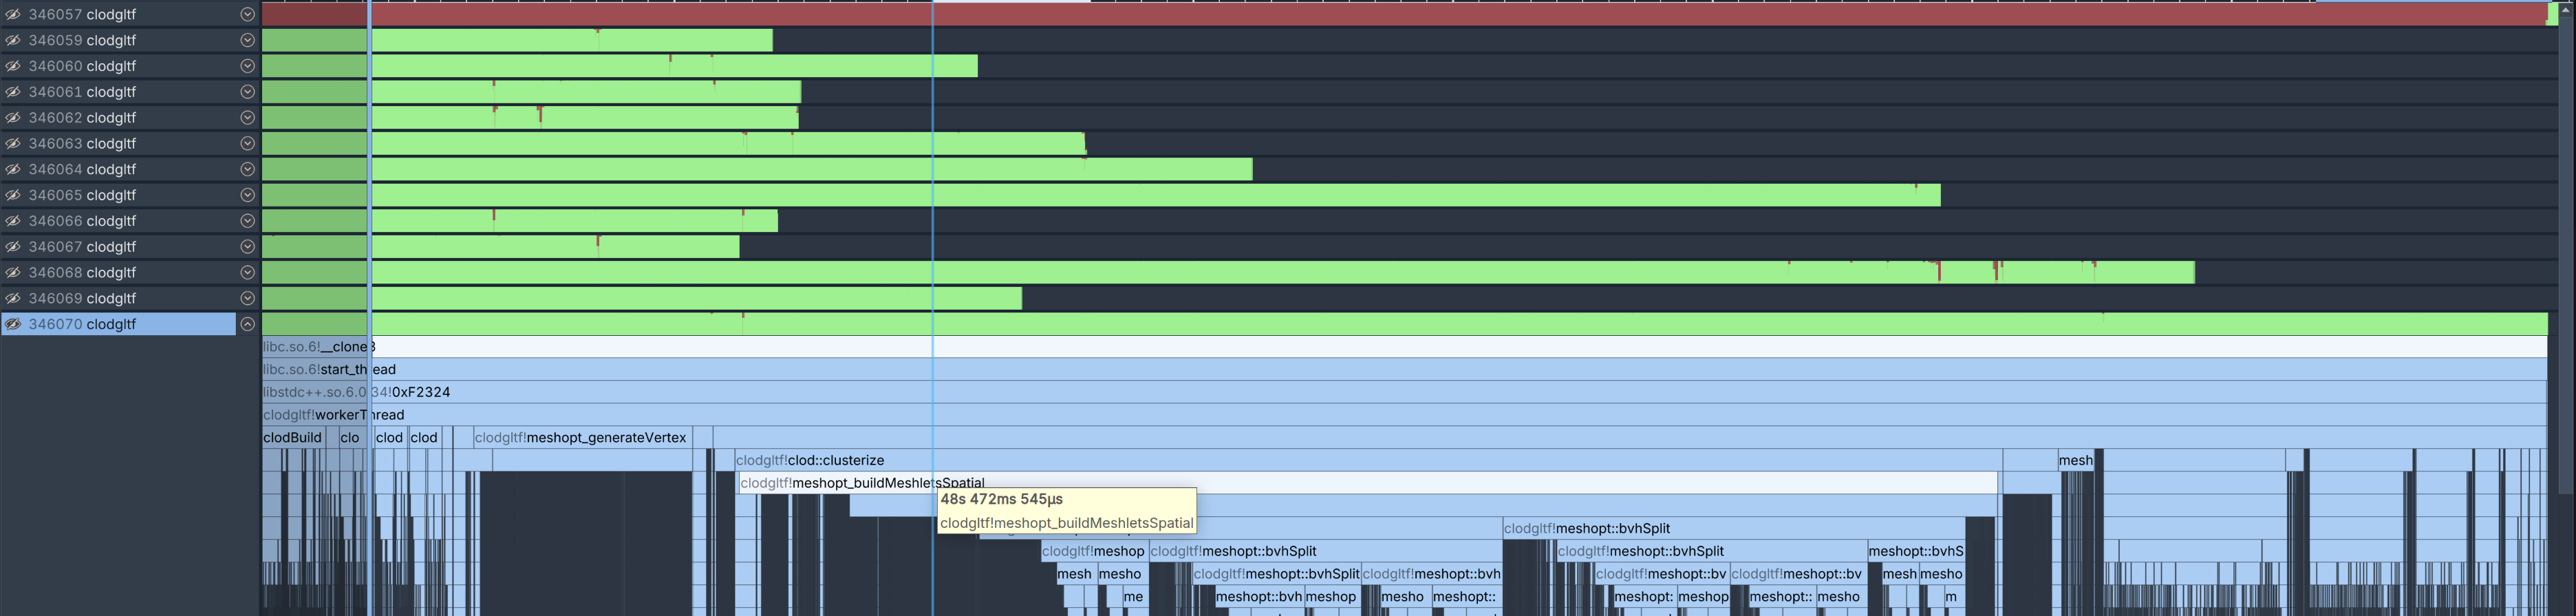 346057 clodgltf
346059 clodgltf
346060 clodgltf
346061 clodgltf
346062 clodgltf
346063 clodgltf
346064 clodgltf
346065 clodgltf
346066 clodgltf
346067 clodgltf
346068 clodgltf
346069 clodgltf
346070 clodgltf
libc.so.6!__clone3
libc.so.6!start_thread
libstdc++.so.6.0.34!0xF2324
clodgltf!workerThread
clodBuild clo clod clod clodgltf!meshopt_generateVertex
clodgltf!clod::clusterize mesh
clodgltf!meshopt_buildMeshletsSpatial
48s 472ms 545µs
clodgltf!meshopt_buildMeshletsSpatial
clodgltf!meshopt::bvhSplit
clodgltf!meshop clodgltf!meshopt::bvhSplit clodgltf!meshopt::bvhSplit meshopt::bvhS
mesh mesho clodgltf!meshopt::bvhSplit clodgltf!meshopt::bvh clodgltf!meshopt::bv clodgltf!meshopt::bv mesh mesho
me meshopt::bvh meshop mesho meshopt:: meshopt: meshop meshopt:: mesho m